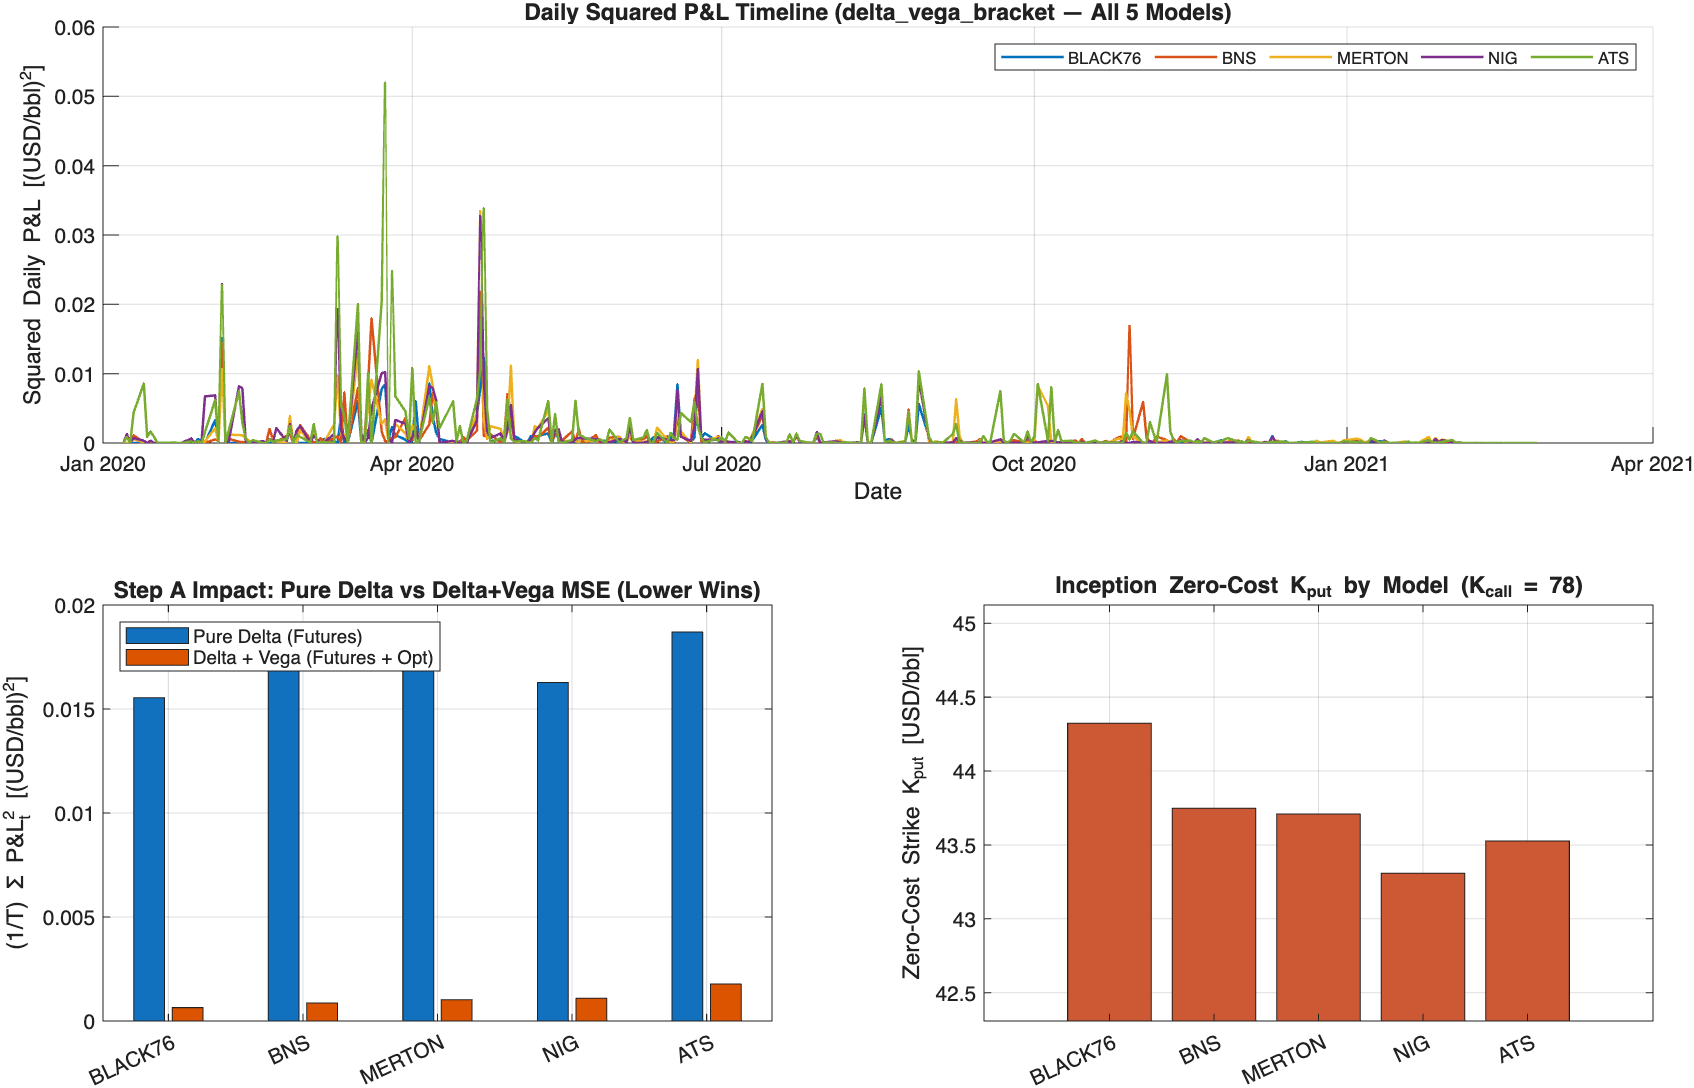 Daily Squared P&L Timeline (delta_vega_bracket — All 5 Models)
Squared Daily P&L [(USD/bbl)²]
0.06
0.05
0.04
0.03
0.02
0.01
0
BLACK76 BNS MERTON NIG ATS
Jan 2020 Apr 2020 Jul 2020 Oct 2020 Jan 2021 Apr 2021
Date
Step A Impact: Pure Delta vs Delta+Vega MSE (Lower Wins)
(1/T) Σ P&L_t² [(USD/bbl)²]
0.02
0.015
0.01
0.005
0
Pure Delta (Futures)
Delta + Vega (Futures + Opt)
BLACK76 BNS MERTON NIG ATS
Inception Zero-Cost K_put by Model (K_call = 78)
Zero-Cost Strike K_put [USD/bbl]
45
44.5
44
43.5
43
42.5
BLACK76 BNS MERTON NIG ATS